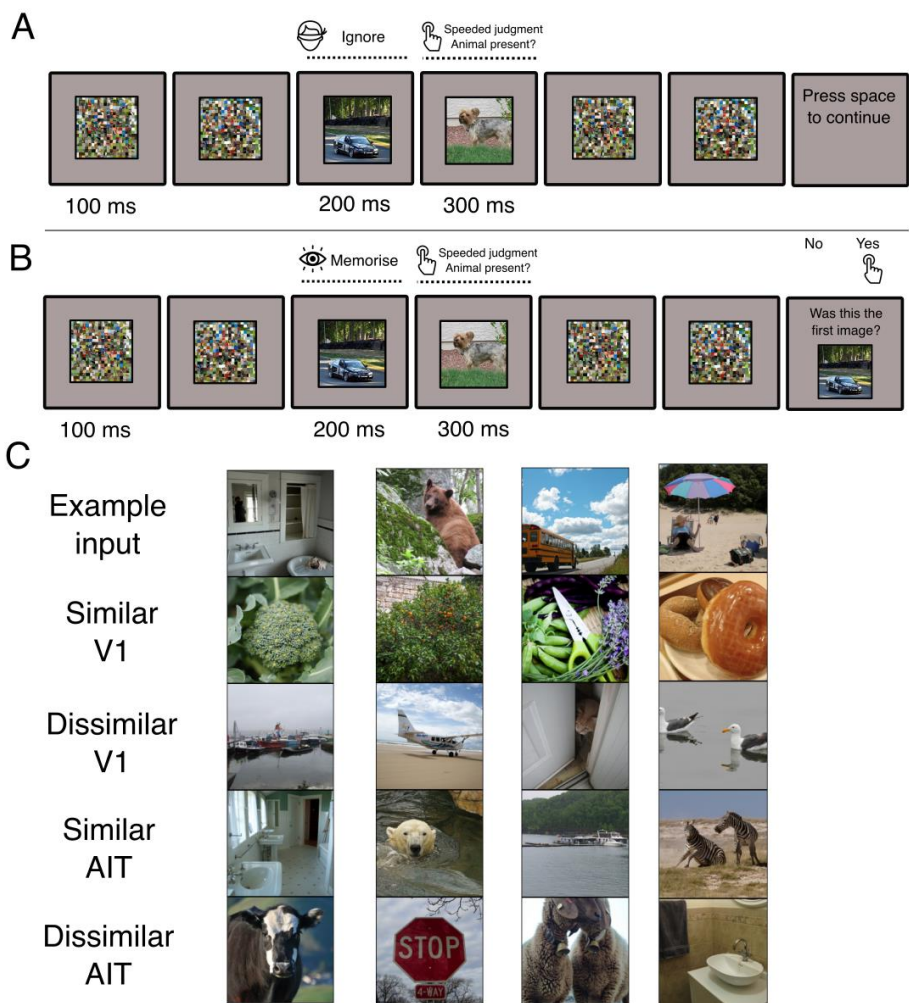 A
Ignore
Speeded judgment
Animal present?
Press space
to continue
100 ms
200 ms
300 ms
B
Memorise
Speeded judgment
Animal present?
No
Yes
Was this the
first image?
100 ms
200 ms
300 ms
C
Example
input
Similar
V1
Dissimilar
V1
Similar
AIT
Dissimilar
AIT
STOP
4-WAY